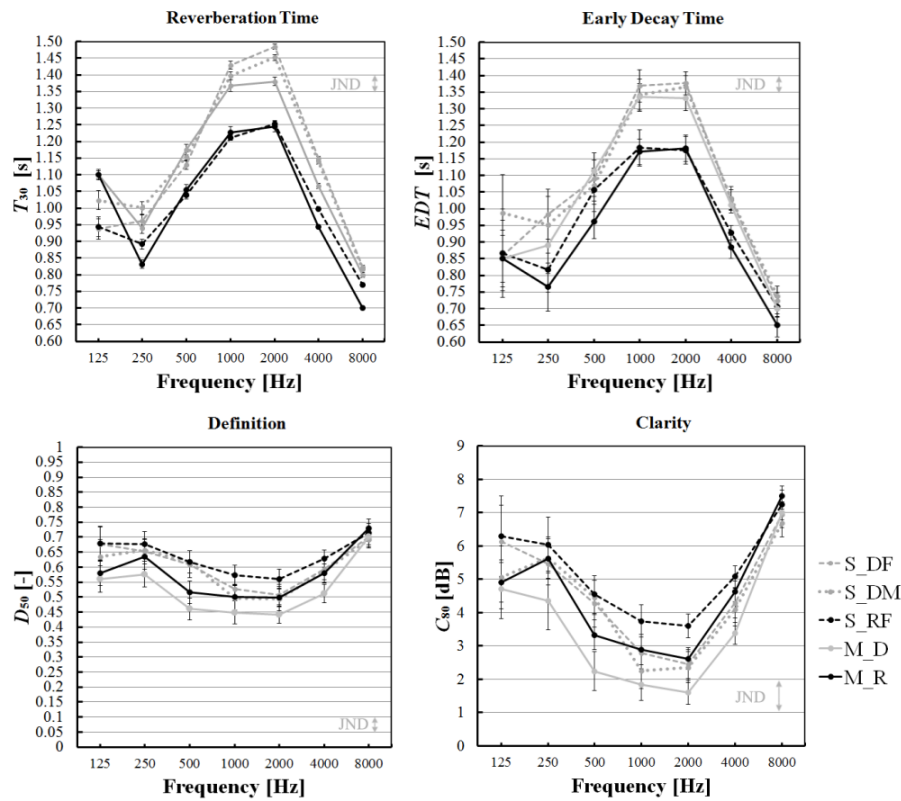 Reverberation Time
1.50
1.45
1.40
1.35
1.30
1.25
1.20
1.15
1.10
1.05
1.00
0.95
0.90
0.85
0.80
0.75
0.70
0.65
0.60
T30 [s]
JND
125 250 500 1000 2000 4000 8000
Frequency [Hz]
Early Decay Time
1.50
1.45
1.40
1.35
1.30
1.25
1.20
1.15
1.10
1.05
1.00
0.95
0.90
0.85
0.80
0.75
0.70
0.65
0.60
EDT [s]
JND
125 250 500 1000 2000 4000 8000
Frequency [Hz]
Definition
1
0.95
0.9
0.85
0.8
0.75
0.7
0.65
0.6
0.55
0.5
0.45
0.4
0.35
0.3
0.25
0.2
0.15
0.1
0.05
0
D50 [-]
JND
125 250 500 1000 2000 4000 8000
Frequency [Hz]
Clarity
9
8
7
6
5
4
3
2
1
0
C80 [dB]
JND
125 250 500 1000 2000 4000 8000
Frequency [Hz]
S_DF
S_DM
S_RF
M_D
M_R